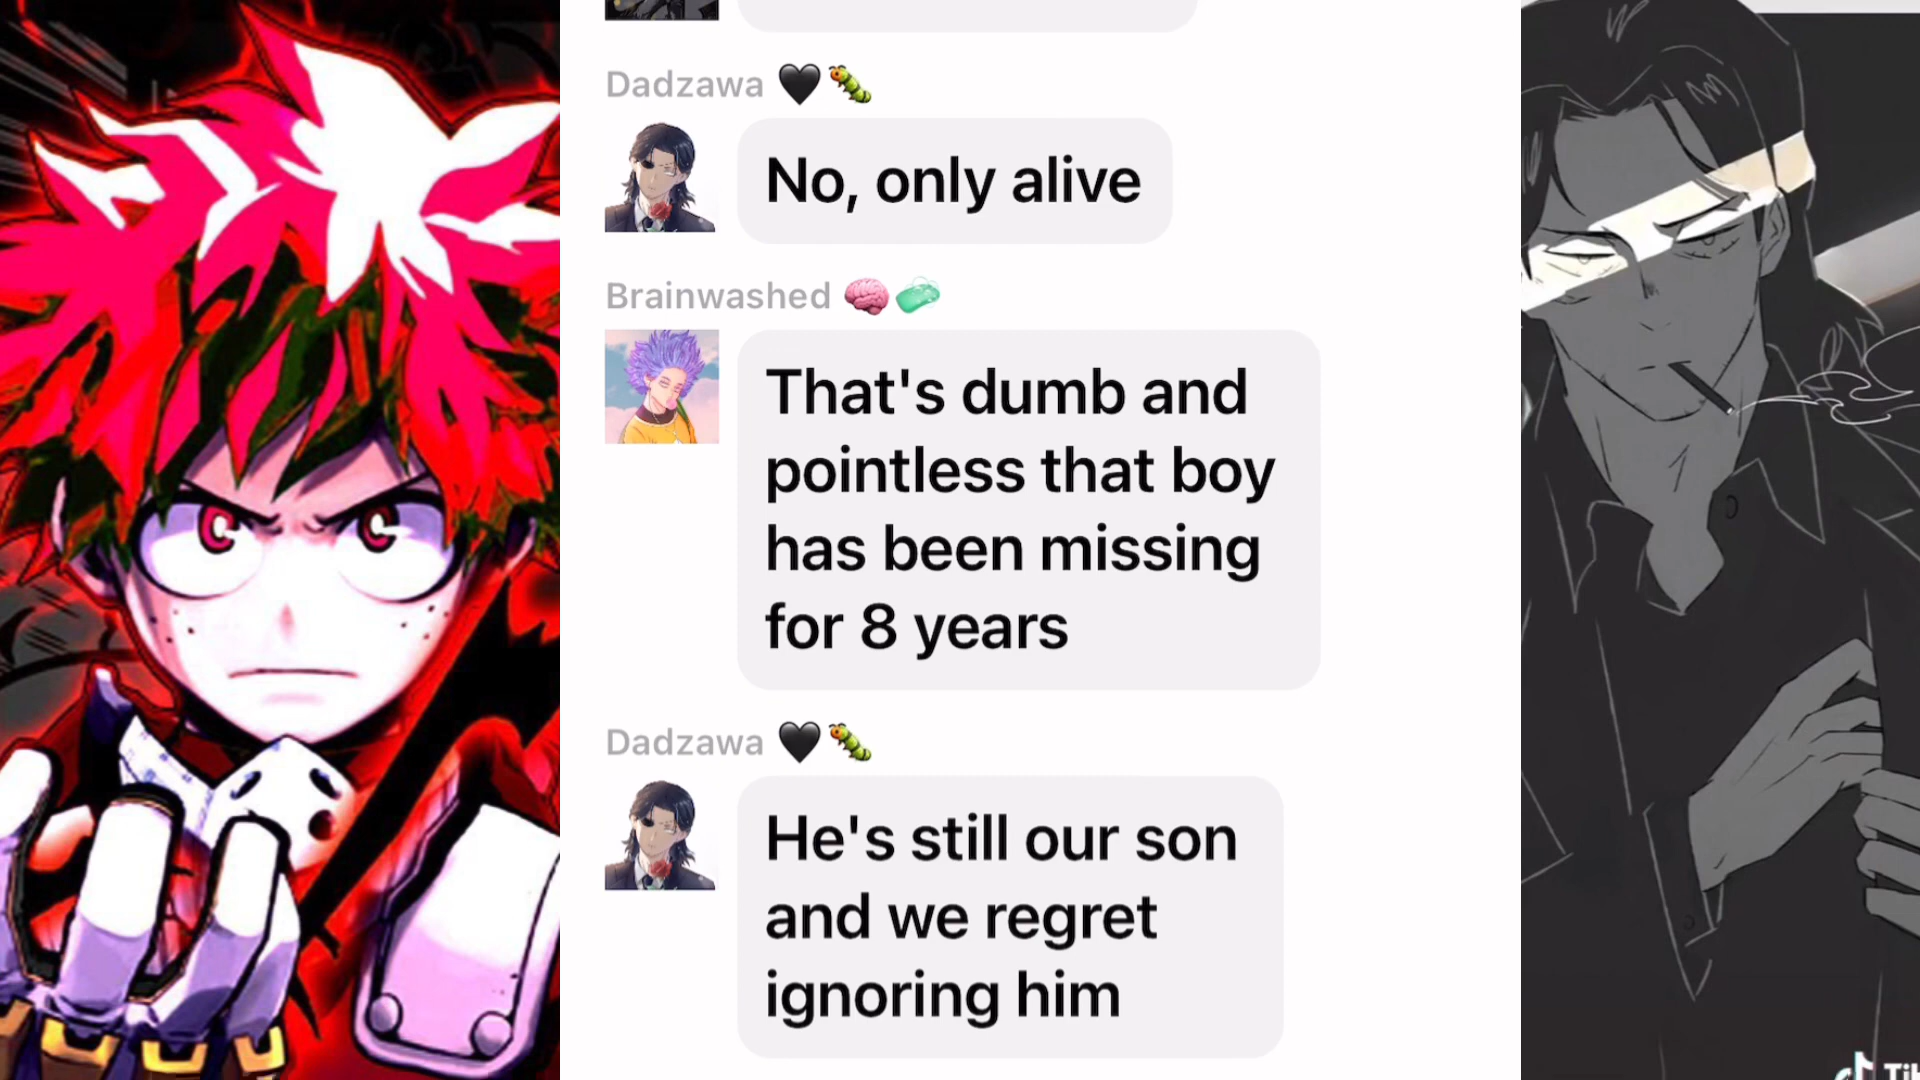 Dadzawa 🖤🐛
No, only alive
Brainwashed 🧠🧼
That's dumb and
pointless that boy
has been missing
for 8 years
Dadzawa 🖤🐛
He's still our son
and we regret
ignoring him